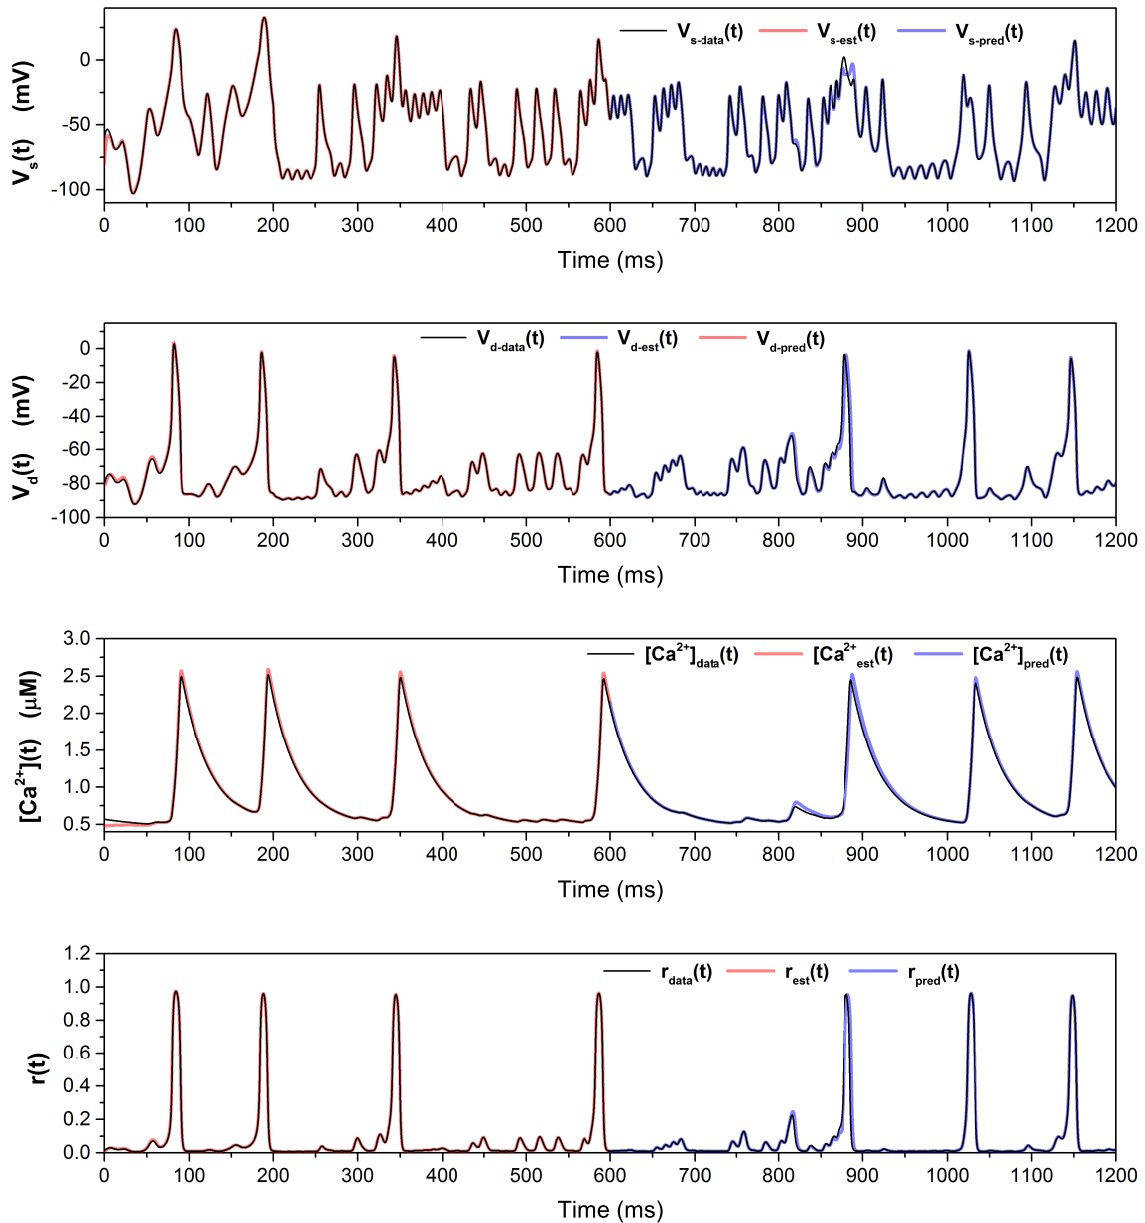 V_s-data(t) V_s-est(t) V_s-pred(t)
0
-50
-100
V_s(t) (mV)
0 100 200 300 400 500 600 700 800 900 1000 1100 1200
Time (ms)
V_d-data(t) V_d-est(t) V_d-pred(t)
0
-20
-40
-60
-80
-100
V_d(t) (mV)
0 100 200 300 400 500 600 700 800 900 1000 1100 1200
Time (ms)
[Ca²⁺]_data(t) [Ca²⁺_est(t) [Ca²⁺]_pred(t)
3.0
2.5
2.0
1.5
1.0
0.5
[Ca²⁺](t) (μM)
0 100 200 300 400 500 600 700 800 900 1000 1100 1200
Time (ms)
r_data(t) r_est(t) r_pred(t)
1.2
1.0
0.8
0.6
0.4
0.2
0.0
r(t)
0 100 200 300 400 500 600 700 800 900 1000 1100 1200
Time (ms)